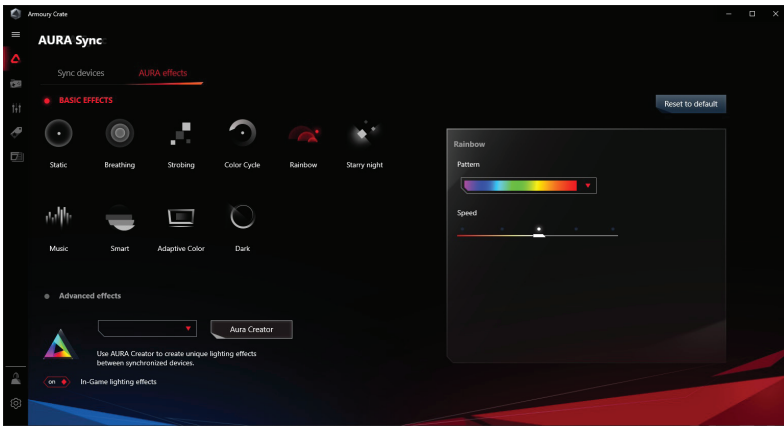 Armoury Crate
AURA Sync
Sync devices
AURA effects
BASIC EFFECTS
Reset to default
Static
Breathing
Strobing
Color Cycle
Rainbow
Starry night
Music
Smart
Adaptive Color
Dark
Rainbow
Pattern
Speed
Advanced effects
Aura Creator
Use AURA Creator to create unique lighting effects
between synchronized devices.
on
In-Game lighting effects